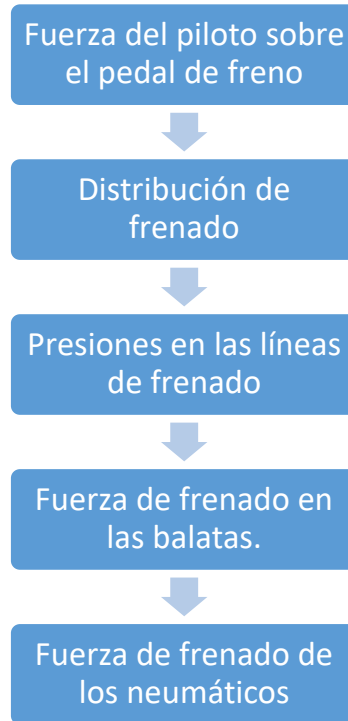 Fuerza del piloto sobre
el pedal de freno
Distribución de
frenado
Presiones en las líneas
de frenado
Fuerza de frenado en
las balatas.
Fuerza de frenado de
los neumáticos